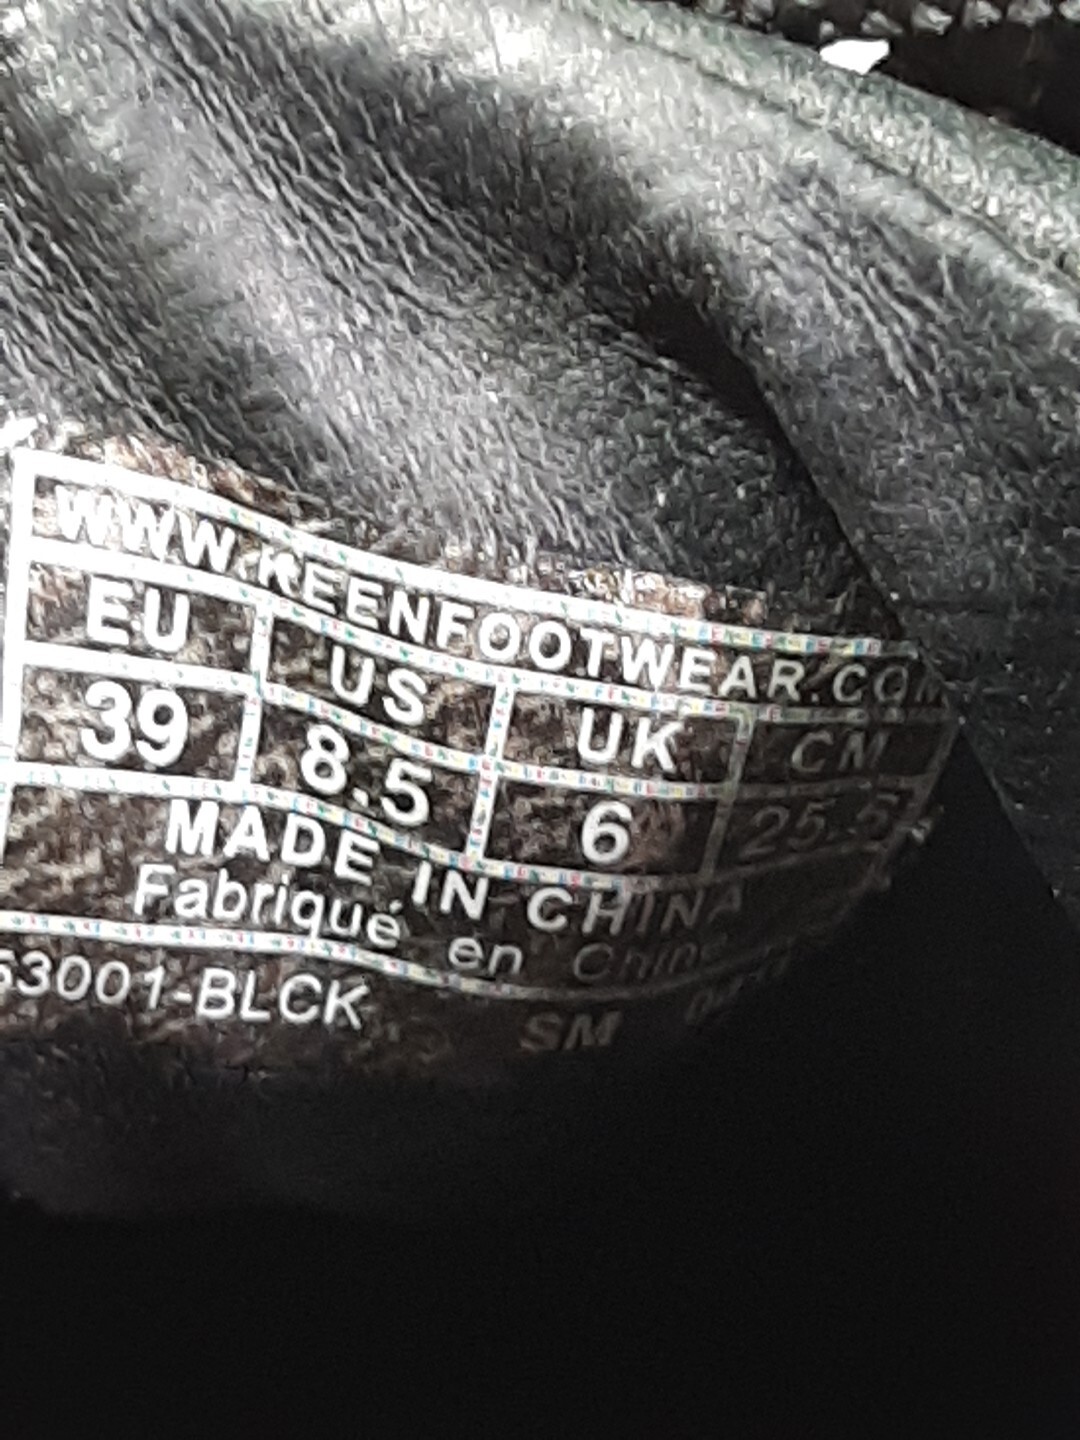 WWW.KEENFOOTWEAR.COM
EU US UK CM
39 8.5 6 25.5
MADE IN CHINA
Fabriqué en Chine
53001-BLCK SM